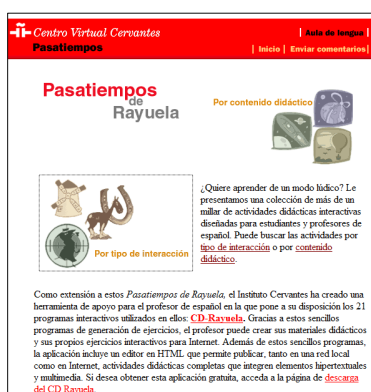 Centro Virtual Cervantes
| Aula de lengua |
Pasatiempos
| Inicio | Enviar comentarios|
Pasatiempos
de
Rayuela
Por contenido didáctico
Por tipo de interacción
¿Quiere aprender de un modo lúdico? Le
presentamos una colección de más de un
millar de actividades didácticas interactivas
diseñadas para estudiantes y profesores de
español. Puede buscar las actividades por
tipo de interacción o por contenido
didáctico.
Como extensión a estos Pasatiempos de Rayuela, el Instituto Cervantes ha creado una
herramienta de apoyo para el profesor de español en la que pone a su disposición los 21
programas interactivos utilizados en ellos: CD-Rayuela. Gracias a estos sencillos
programas de generación de ejercicios, el profesor puede crear sus materiales didácticos
y sus propios ejercicios interactivos para Internet. Además de estos sencillos programas,
la aplicación incluye un editor en HTML que permite publicar, tanto en una red local
como en Internet, actividades didácticas completas que integren elementos hipertextuales
y multimedia. Si desea obtener esta aplicación gratuita, acceda a la página de descarga
del CD Rayuela.